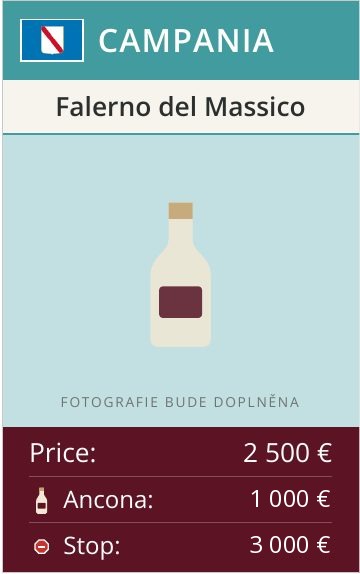 CAMPANIA
Falerno del Massico
FOTOGRAFIE BUDE DOPLNĚNA
Price: 2 500 €
Ancona: 1 000 €
Stop: 3 000 €